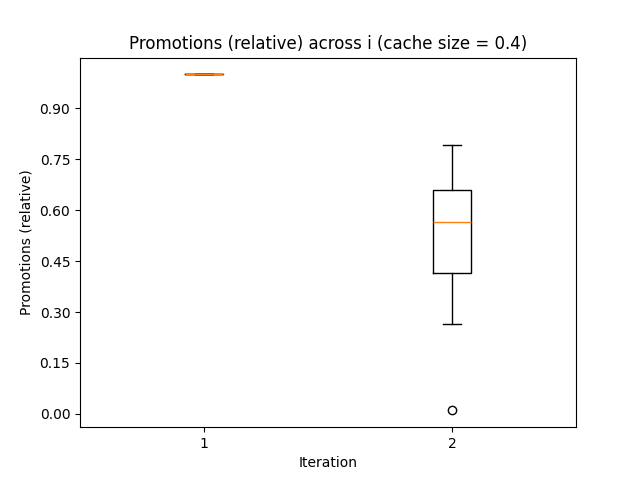 Promotions (relative) across i (cache size = 0.4)
Promotions (relative)
0.90
0.75
0.60
0.45
0.30
0.15
0.00
1 2
Iteration